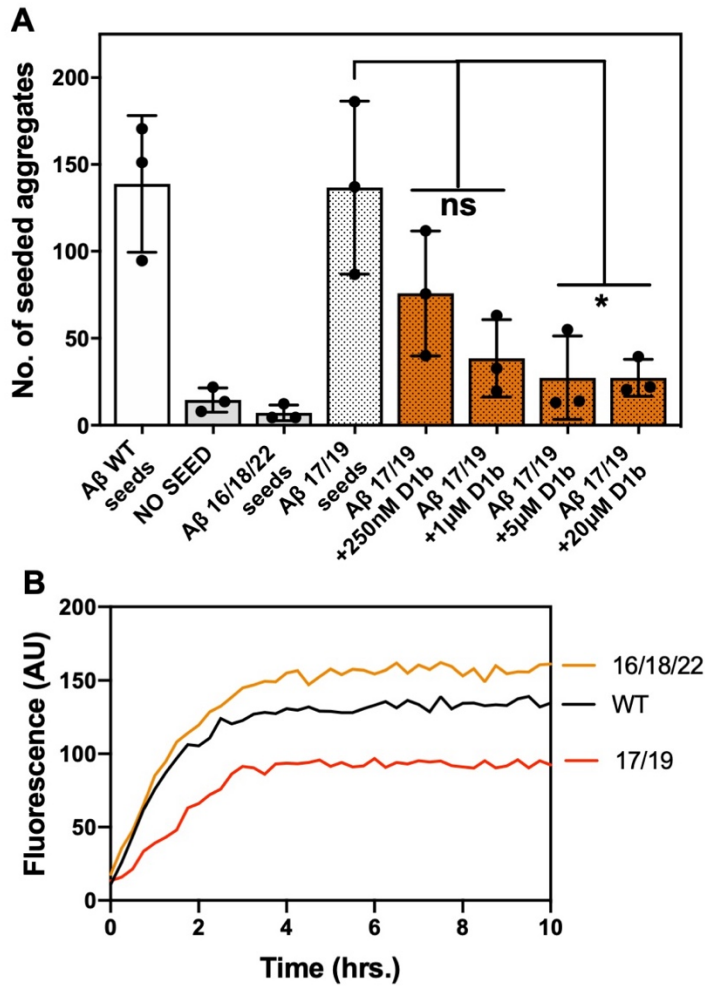 A
No. of seeded aggregates
200
150
100
50
0
ns
*
Aβ WT
seeds
NO SEED
Aβ 16/18/22
seeds
Aβ 17/19
seeds
Aβ 17/19
+250nM D1b
Aβ 17/19
+1µM D1b
Aβ 17/19
+5µM D1b
Aβ 17/19
+20µM D1b
B
Fluorescence (AU)
200
150
100
50
0
16/18/22
WT
17/19
0 2 4 6 8 10
Time (hrs.)